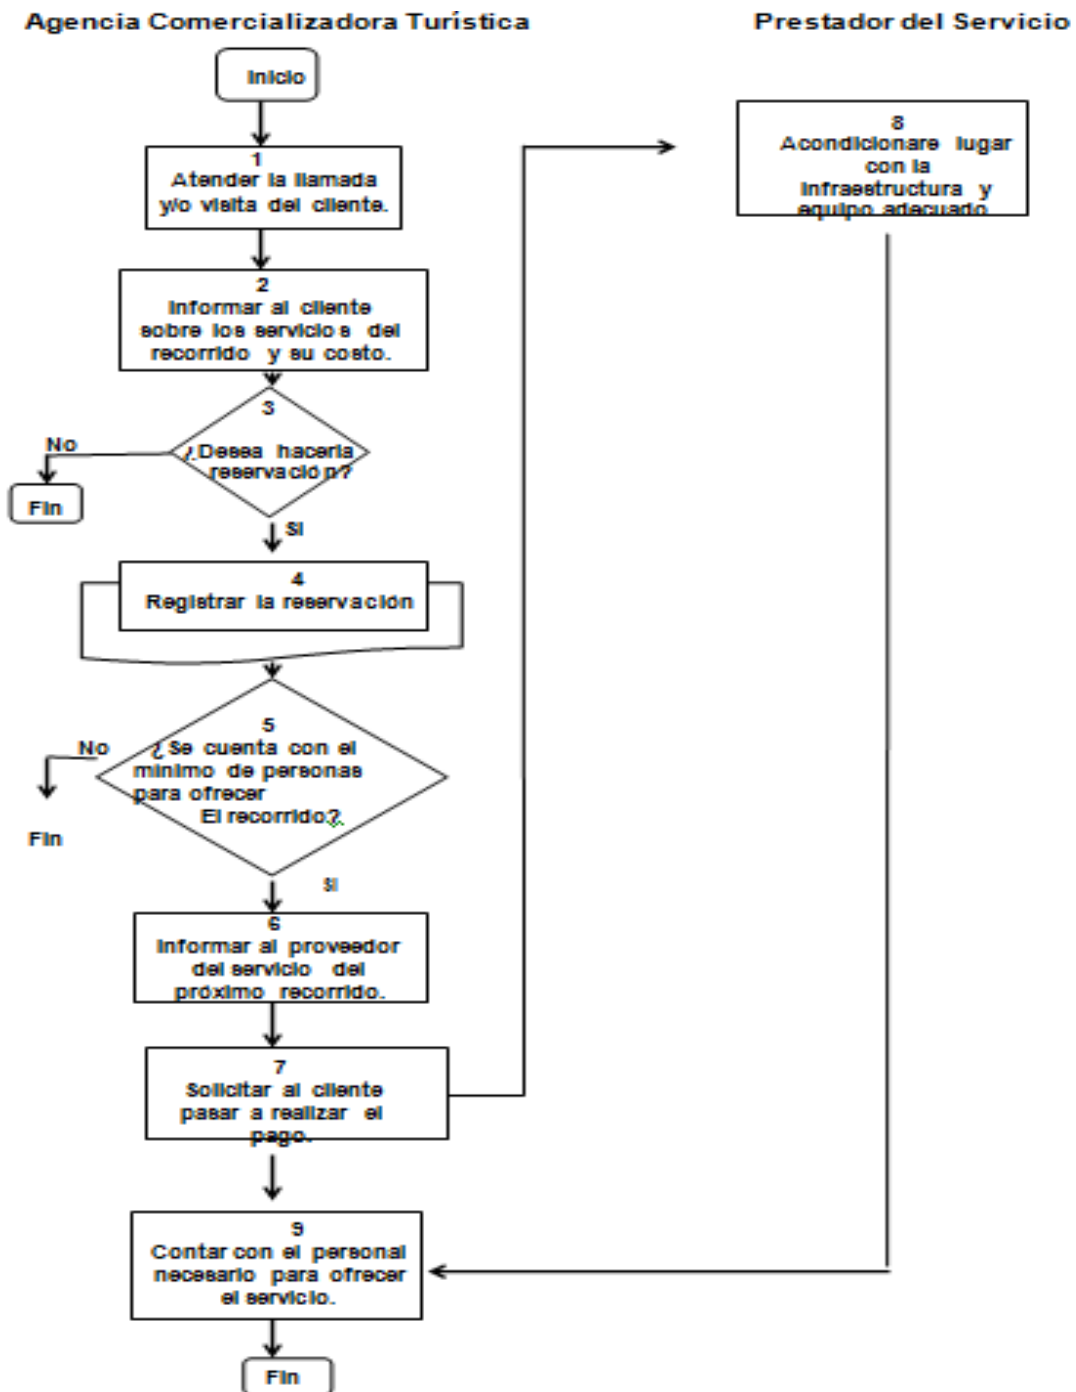 Agencia Comercializadora Turística
Prestador del Servicio
Inicio
1
Atender la llamada
y/o visita del cliente.
2
Informar al cliente
sobre los servicios del
recorrido y su costo.
3
¿Desea hacerla
reservación?
No
Fin
Si
4
Registrar la reservación
5
¿Se cuenta con el
mínimo de personas
para ofrecer
El recorrido?
No
Fin
Si
6
Informar al proveedor
del servicio del
próximo recorrido.
7
Solicitar al cliente
pasar a realizar el
pago.
8
Acondicionare lugar
con la
infraestructura y
equipo adecuado
9
Contar con el personal
necesario para ofrecer
el servicio.
Fin